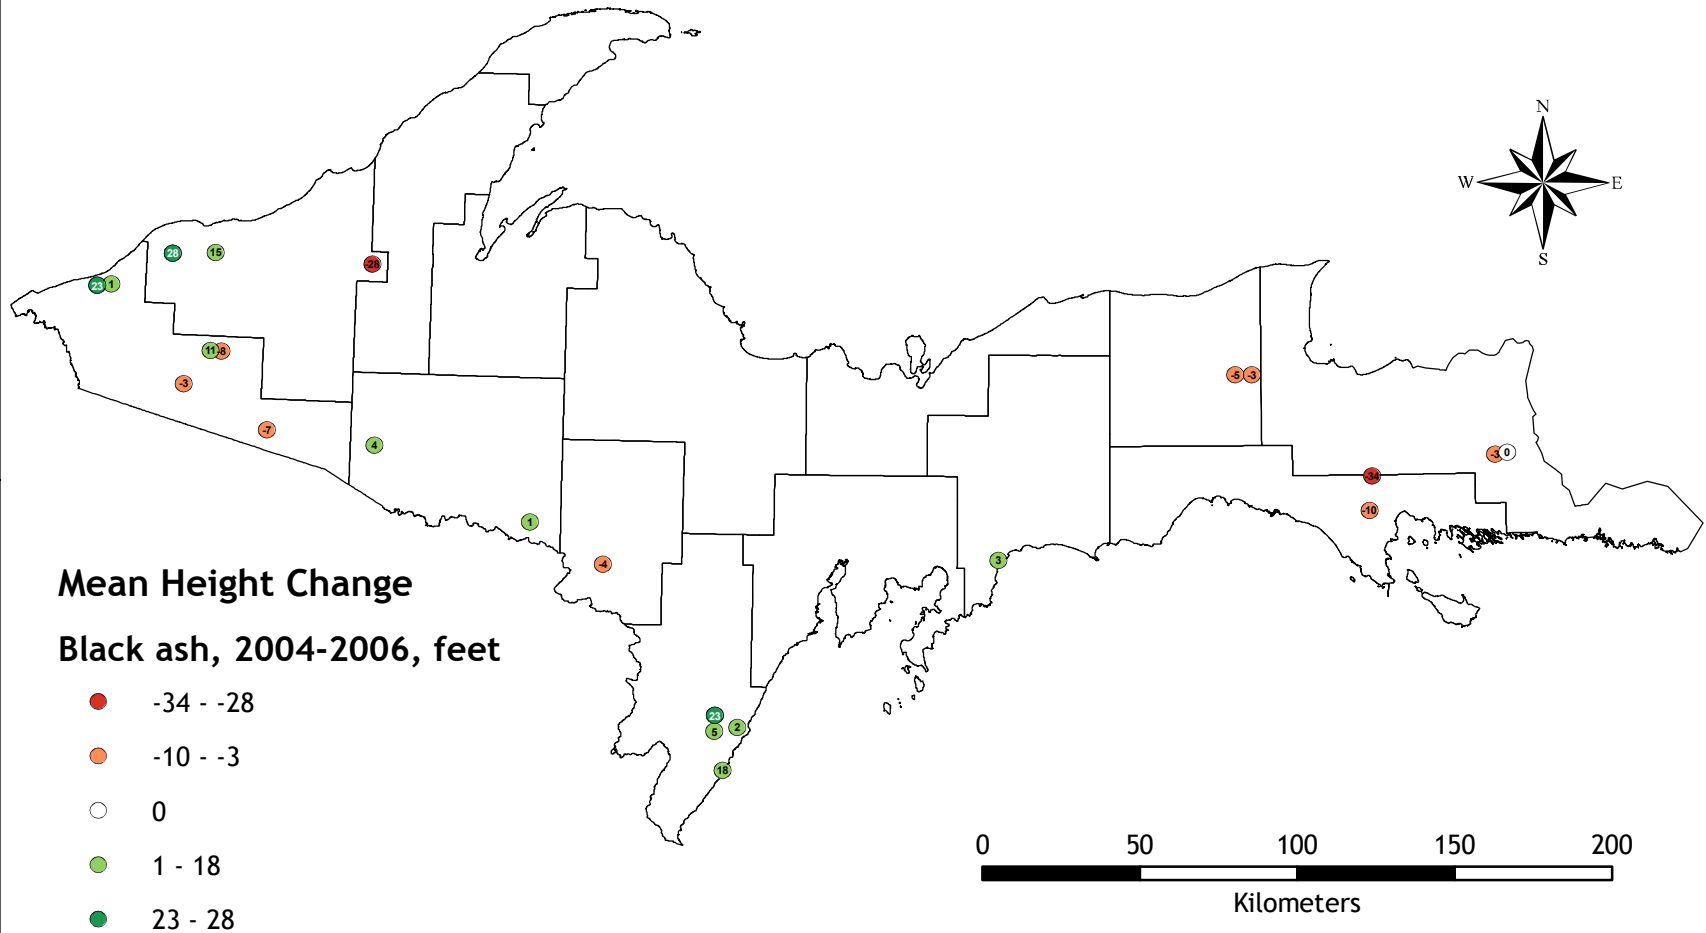 N
W
E
S
28
15
-28
23
1
11
-8
-3
-7
4
1
-4
-5
-3
-3
0
-34
-10
3
23
2
5
18
Mean Height Change
Black ash, 2004-2006, feet
-34 - -28
-10 - -3
0
1 - 18
23 - 28
0 50 100 150 200
Kilometers